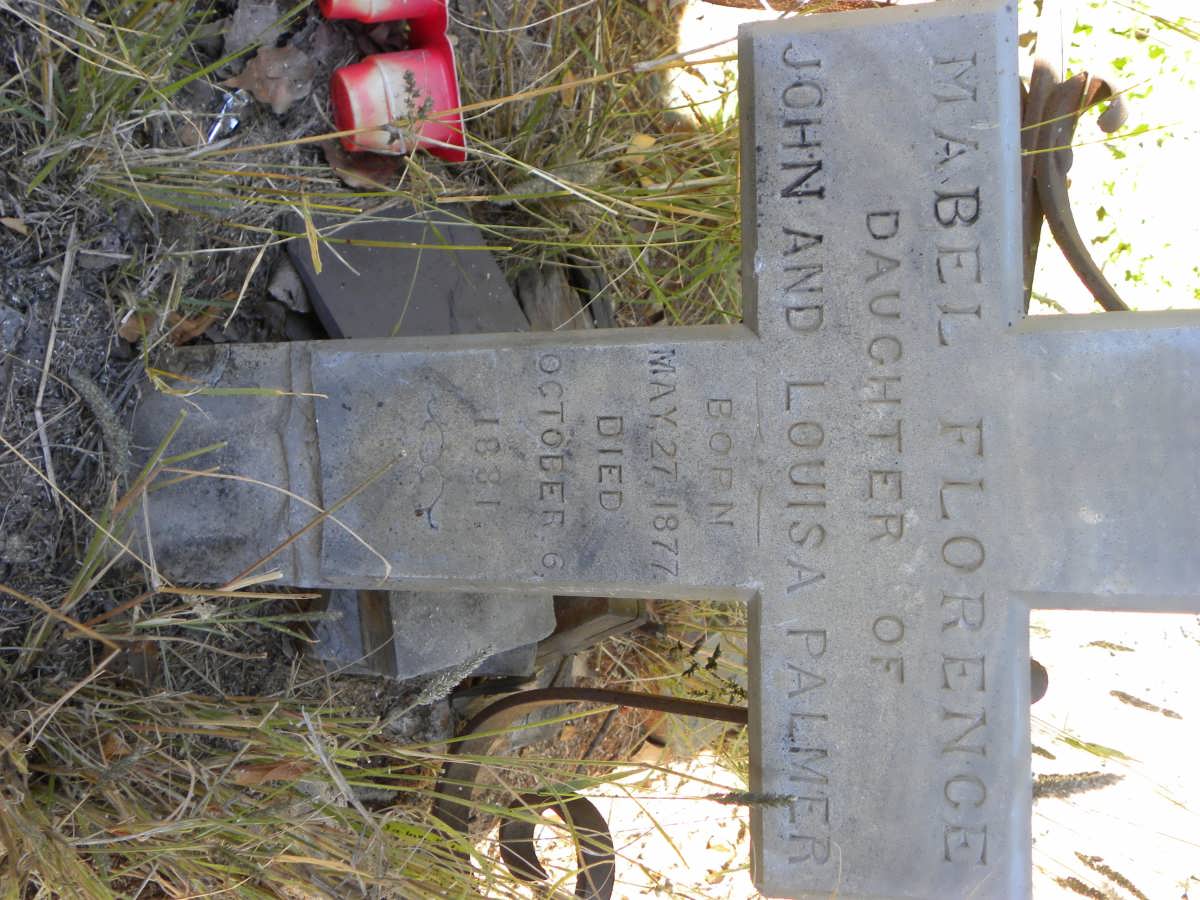 MABEL FLORENCE
DAUGHTER OF
JOHN AND LOUISA PALMER
BORN
MAY, 27, 1877
DIED
OCTOBER 6,
1881